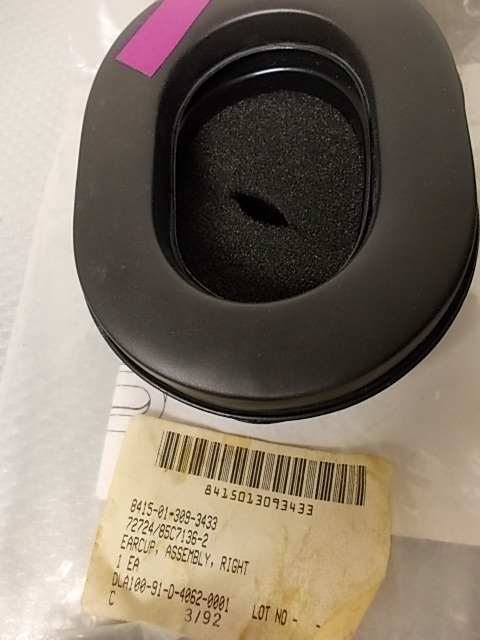 8415013093433
8415-01-309-3433
72724/85C7136-2
EARCUP, ASSEMBLY, RIGHT
1 EA
DLA100-91-D-4062-0001
C 3/92 LOT NO - -